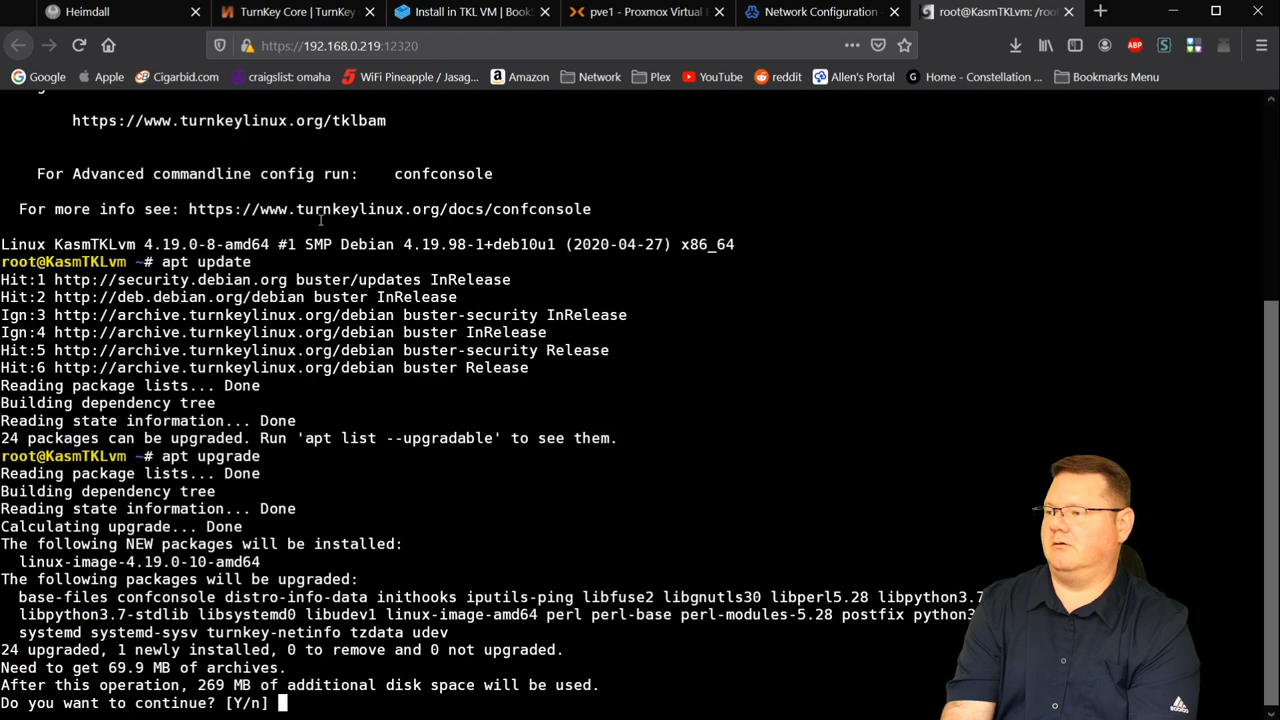 Heimdall
TurnKey Core | TurnKey
Install in TKL VM | Book
pve1 - Proxmox Virtual E
Network Configuration
root@KasmTKLvm: /roo
https://192.168.0.219:12320
ABP
Google
Apple
Cigarbid.com
craigslist: omaha
WiFi Pineapple / Jasag...
Amazon
Network
Plex
YouTube
reddit
Allen's Portal
Home - Constellation ...
Bookmarks Menu
https://www.turnkeylinux.org/tklbam
For Advanced commandline config run:    confconsole
For more info see: https://www.turnkeylinux.org/docs/confconsole
Linux KasmTKLvm 4.19.0-8-amd64 #1 SMP Debian 4.19.98-1+deb10u1 (2020-04-27) x86_64
root@KasmTKLvm ~# apt update
Hit:1 http://security.debian.org buster/updates InRelease
Hit:2 http://deb.debian.org/debian buster InRelease
Ign:3 http://archive.turnkeylinux.org/debian buster-security InRelease
Ign:4 http://archive.turnkeylinux.org/debian buster InRelease
Hit:5 http://archive.turnkeylinux.org/debian buster-security Release
Hit:6 http://archive.turnkeylinux.org/debian buster Release
Reading package lists... Done
Building dependency tree
Reading state information... Done
24 packages can be upgraded. Run 'apt list --upgradable' to see them.
root@KasmTKLvm ~# apt upgrade
Reading package lists... Done
Building dependency tree
Reading state information... Done
Calculating upgrade... Done
The following NEW packages will be installed:
linux-image-4.19.0-10-amd64
The following packages will be upgraded:
base-files confconsole distro-info-data inithooks iputils-ping libfuse2 libgnutls30 libperl5.28 libpython3.7
libpython3.7-stdlib libsystemd0 libudev1 linux-image-amd64 perl perl-base perl-modules-5.28 postfix python3
systemd systemd-sysv turnkey-netinfo tzdata udev
24 upgraded, 1 newly installed, 0 to remove and 0 not upgraded.
Need to get 69.9 MB of archives.
After this operation, 269 MB of additional disk space will be used.
Do you want to continue? [Y/n]